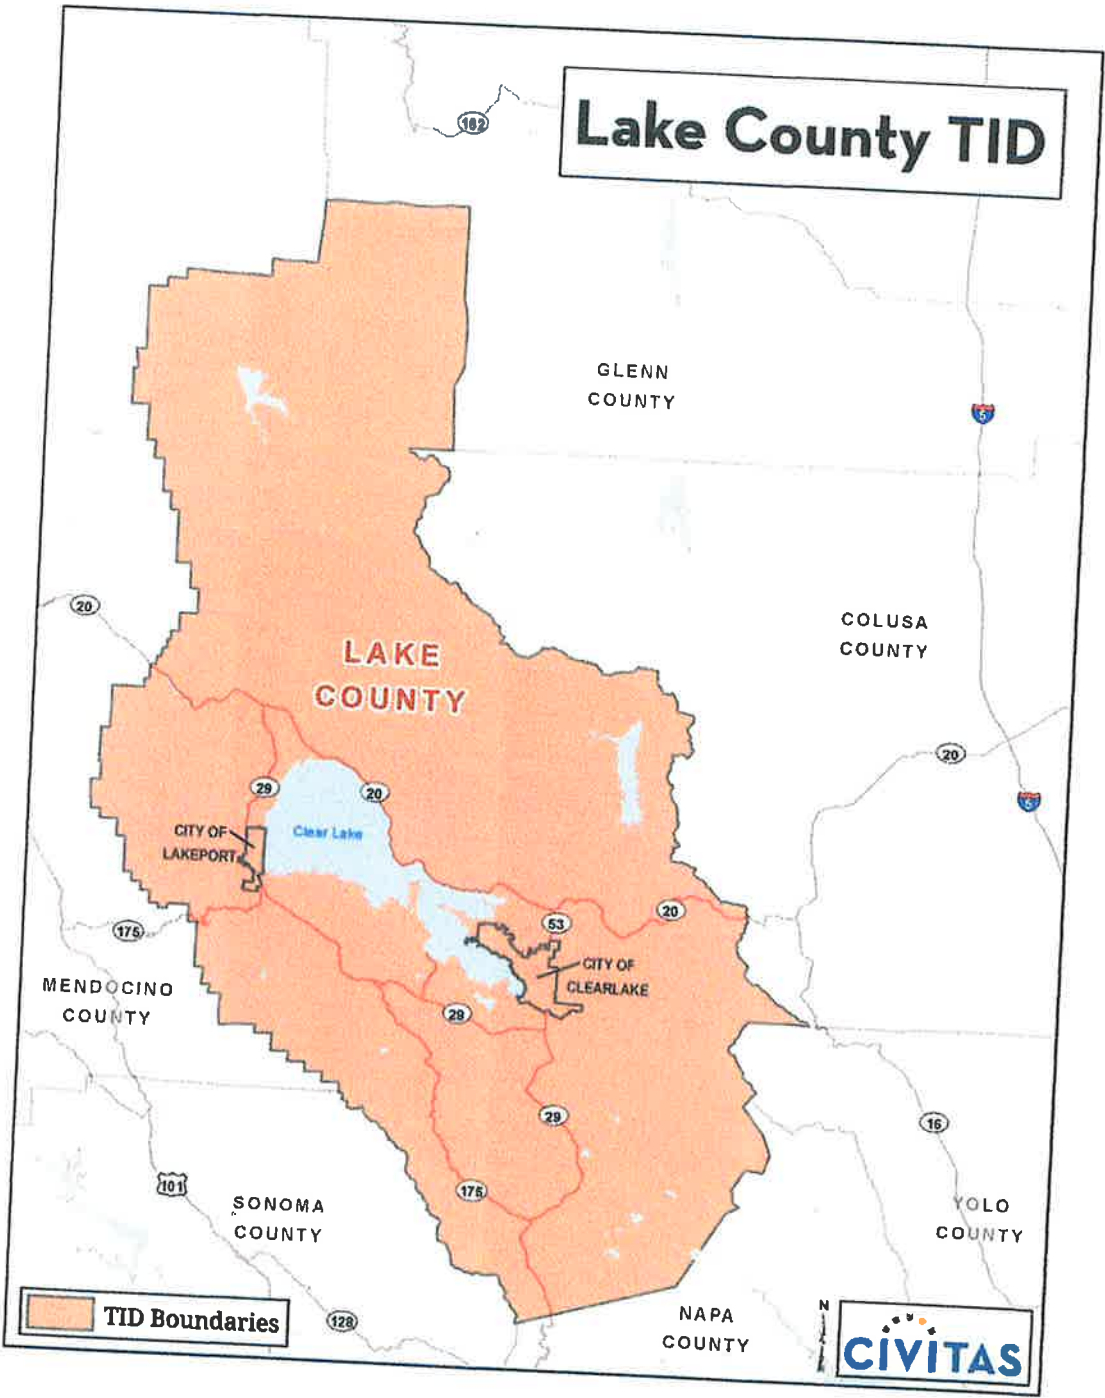 Lake County TID
162
GLENN
COUNTY
5
20
COLUSA
COUNTY
LAKE
COUNTY
20
5
29
20
Clear Lake
CITY OF
LAKEPORT
175
53
20
CITY OF
CLEARLAKE
MENDOCINO
COUNTY
29
29
16
101
175
SONOMA
COUNTY
YOLO
COUNTY
TID Boundaries
128
NAPA
COUNTY
N
CIVITAS